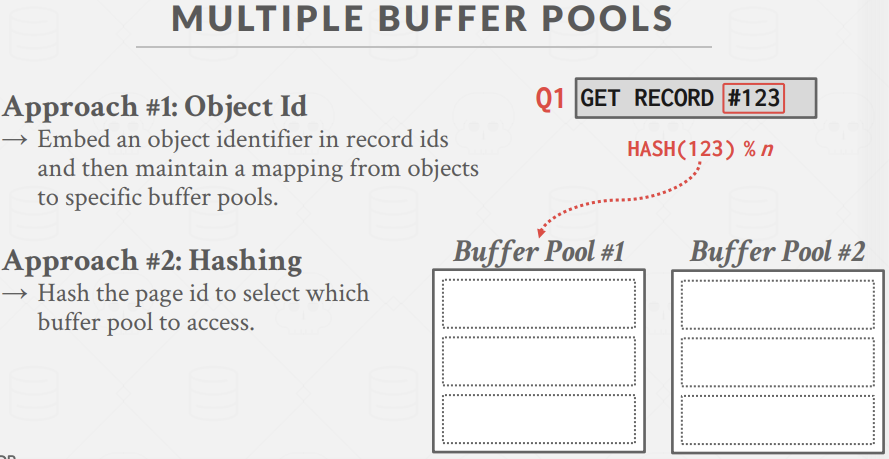 MULTIPLE BUFFER POOLS
Approach #1: Object Id
→ Embed an object identifier in record ids
and then maintain a mapping from objects
to specific buffer pools.
Approach #2: Hashing
→ Hash the page id to select which
buffer pool to access.
Q1 GET RECORD #123
HASH(123) % n
Buffer Pool #1
Buffer Pool #2